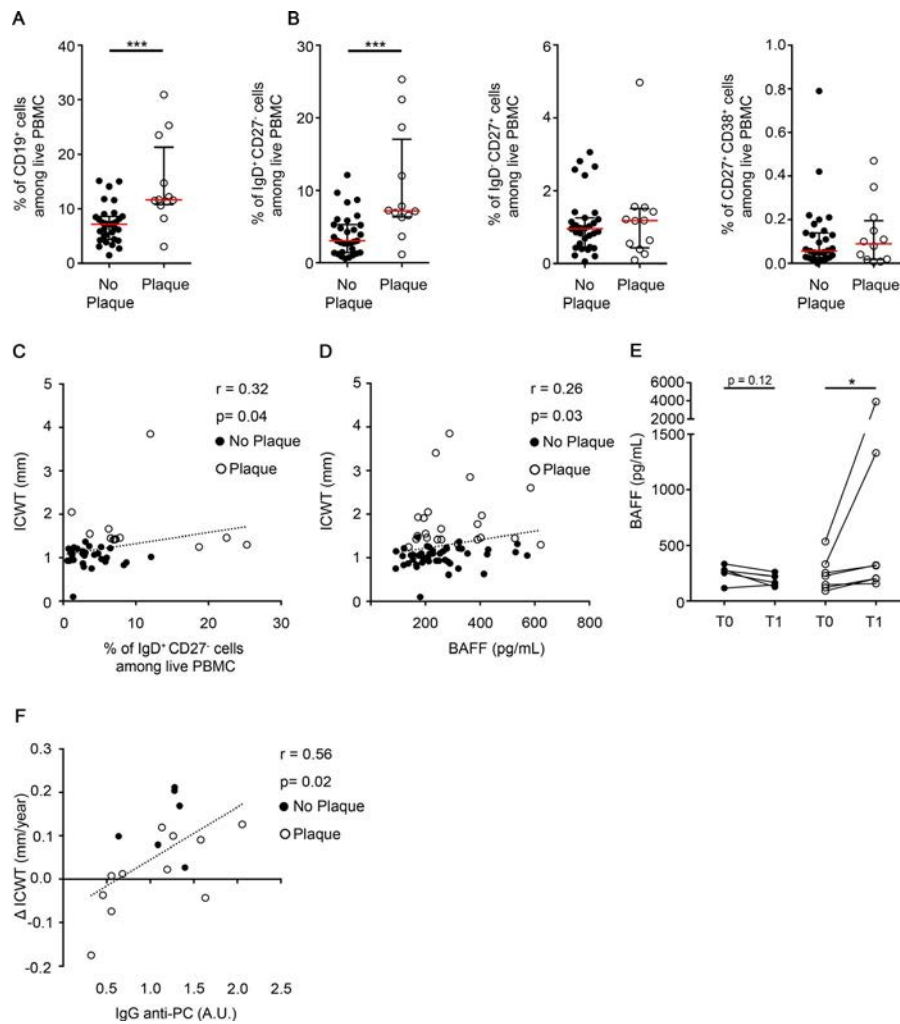 A
% of CD19⁺ cells
among live PBMC
40
30
20
10
0
***
No
Plaque
Plaque
B
% of IgD⁺ CD27⁻ cells
among live PBMC
30
20
10
0
***
No
Plaque
Plaque
% of IgD⁻ CD27⁺ cells
among live PBMC
6
4
2
0
No
Plaque
Plaque
% of CD27⁺ CD38⁺ cells
among live PBMC
1.0
0.8
0.6
0.4
0.2
0.0
No
Plaque
Plaque
C
ICWT (mm)
5
4
3
2
1
0
r = 0.32
p= 0.04
No Plaque
Plaque
0
10
20
30
% of IgD⁺ CD27⁻ cells
among live PBMC
D
ICWT (mm)
5
4
3
2
1
0
r = 0.26
p= 0.03
No Plaque
Plaque
200
400
600
800
BAFF (pg/mL)
E
BAFF (pg/mL)
6000
4000
2000
1500
1000
500
0
p = 0.12
*
T0
T1
T0
T1
F
Δ ICWT (mm/year)
0.3
0.2
0.1
0.0
-0.1
-0.2
r = 0.56
p= 0.02
No Plaque
Plaque
0.5
1.0
1.5
2.0
2.5
IgG anti-PC (A.U.)